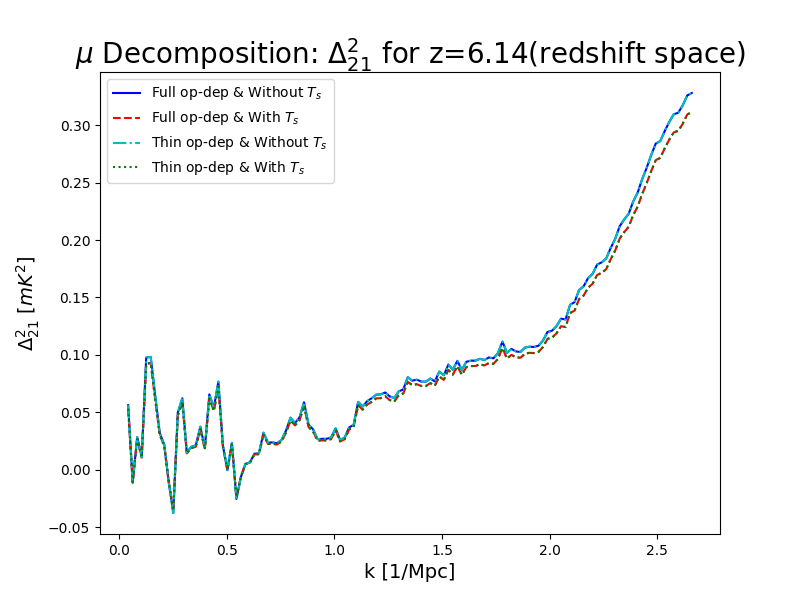 μ Decomposition: Δ²₂₁ for z=6.14(redshift space)
Full op-dep & Without Tₛ
Full op-dep & With Tₛ
Thin op-dep & Without Tₛ
Thin op-dep & With Tₛ
0.30
0.25
0.20
0.15
0.10
0.05
0.00
−0.05
Δ²₂₁ [mK²]
0.0 0.5 1.0 1.5 2.0 2.5
k [1/Mpc]